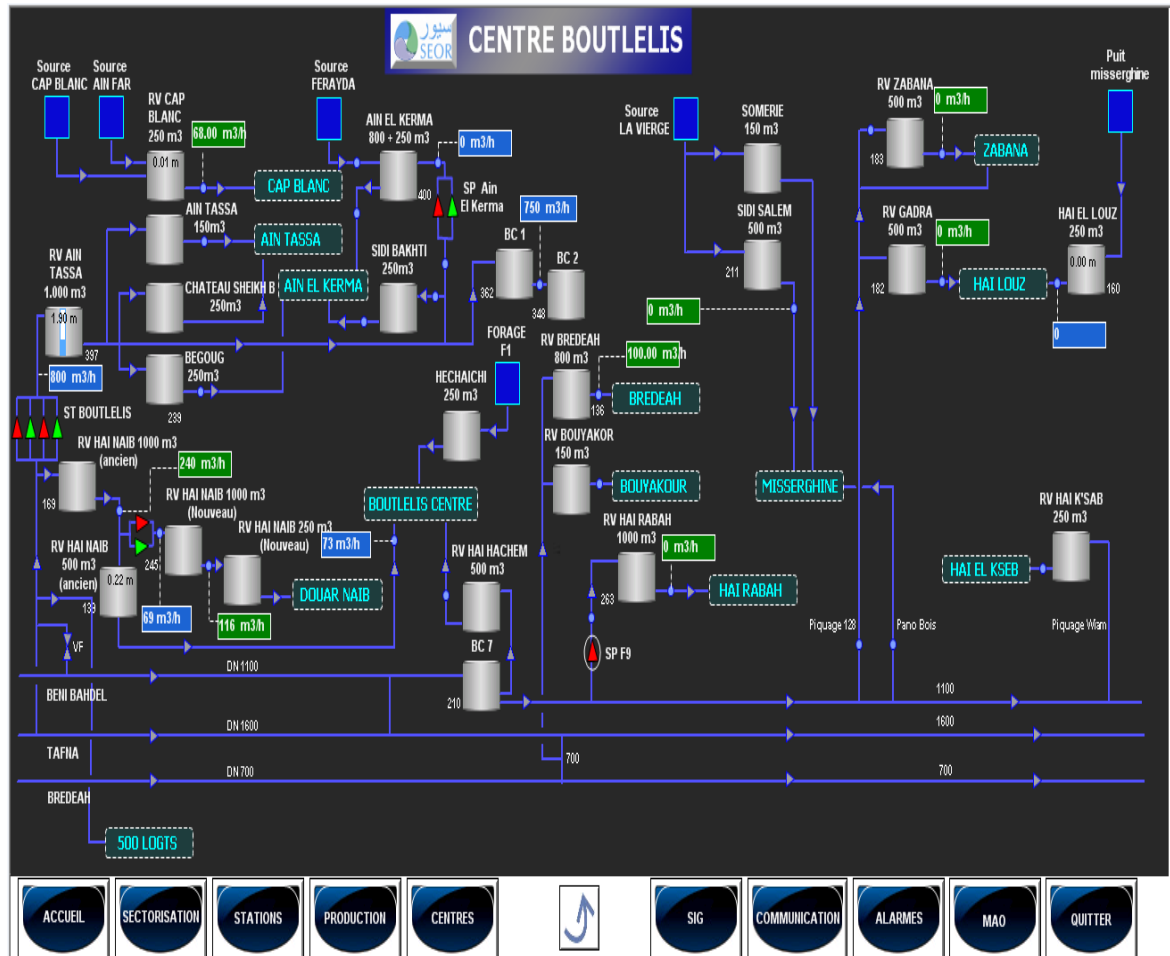 سيور
SEOR
CENTRE BOUTLELIS
Source
CAP BLANC
Source
AIN FAR
RV CAP
BLANC
250 m3
0.01 m
68.00 m3/h
CAP BLANC
Source
FERAYDA
AIN EL KERMA
800 + 250 m3
400
0 m3/h
SP Ain
El Kerma
Source
LA VIERGE
SOMERIE
150 m3
RV ZABANA
500 m3
183
0 m3/h
ZABANA
Puit
misserghine
AIN TASSA
150m3
AIN TASSA
RV AIN
TASSA
1.000 m3
1.90 m
397
800 m3/h
CHATEAU SHEIKH B
250m3
AIN EL KERMA
SIDI BAKHTI
250m3
BC 1
362
750 m3/h
BC 2
348
SIDI SALEM
500 m3
211
0 m3/h
RV GADRA
500 m3
182
0 m3/h
HAI LOUZ
HAI EL LOUZ
250 m3
0.00 m
160
0
BEGOUG
250m3
239
FORAGE
F1
HECHAICHI
250 m3
RV BREDEAH
800 m3
136
100.00 m3/h
BREDEAH
ST BOUTLELIS
RV HAI NAIB 1000 m3
(ancien)
169
240 m3/h
RV HAI NAIB 1000 m3
(Nouveau)
245
RV HAI NAIB 250 m3
(Nouveau)
BOUTLELIS CENTRE
73 m3/h
RV BOUYAKOR
150 m3
BOUYAKOUR
MISSERGHINE
RV HAI NAIB
500 m3
(ancien)
0.22 m
139
69 m3/h
116 m3/h
DOUAR NAIB
RV HAI HACHEM
500 m3
RV HAI RABAH
1000 m3
263
0 m3/h
HAI RABAH
RV HAI K'SAB
250 m3
HAI EL KSEB
VF
BC 7
210
SP F9
Piquage 128
Pano Bois
Piquage Wiam
DN 1100
1100
BENI BAHDEL
DN 1600
1600
TAFNA
700
DN 700
700
BREDEAH
500 LOGTS
ACCUEIL
SECTORISATION
STATIONS
PRODUCTION
CENTRES
SIG
COMMUNICATION
ALARMES
MAO
QUITTER